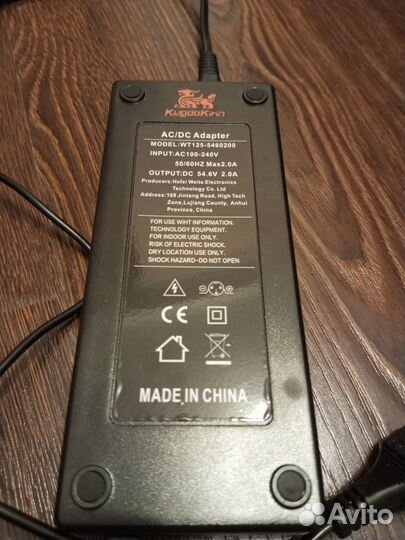 KugooKirin
AC/DC Adapter
MODEL:WT125-5460200
INPUT:AC100-240V
50/60HZ Max2.0A
OUTPUT:DC 54.6V 2.0A
Producers:Hefei Weite Electronics
Technology Co. Ltd
Address:169 Jintang Road, High Tech
Zone,Lujiang County, Anhui
Province, China
FOR USE WIHT INFORMATION.
TECHNOLOGY EQUIPMENT.
FOR INDOOR USE ONLY.
RISK OF ELECTRIC SHOCK.
DRY LOCATION USE ONLY.
SHOCK HAZARD-DO NOT OPEN
CE
MADE IN CHINA
Avito